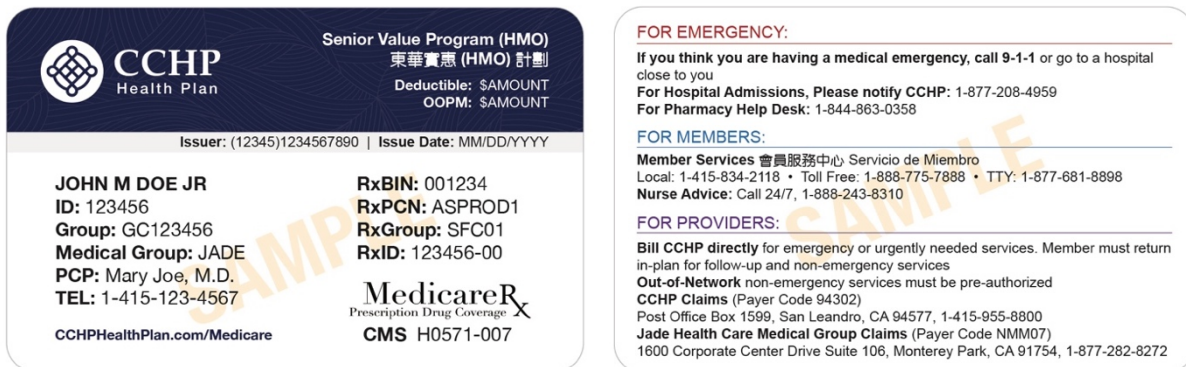 CCHP
Health Plan
Senior Value Program (HMO)
東華實惠 (HMO) 計劃
Deductible: $AMOUNT
OOPM: $AMOUNT
Issuer: (12345)1234567890 | Issue Date: MM/DD/YYYY
JOHN M DOE JR
ID: 123456
Group: GC123456
Medical Group: JADE
PCP: Mary Joe, M.D.
TEL: 1-415-123-4567
CCHPHealthPlan.com/Medicare
RxBIN: 001234
RxPCN: ASPROD1
RxGroup: SFC01
RxID: 123456-00
MedicareRx
Prescription Drug Coverage
CMS H0571-007
SAMPLE
FOR EMERGENCY:
If you think you are having a medical emergency, call 9-1-1 or go to a hospital
close to you
For Hospital Admissions, Please notify CCHP: 1-877-208-4959
For Pharmacy Help Desk: 1-844-863-0358
FOR MEMBERS:
Member Services 會員服務中心 Servicio de Miembro
Local: 1-415-834-2118 • Toll Free: 1-888-775-7888 • TTY: 1-877-681-8898
Nurse Advice: Call 24/7, 1-888-243-8310
FOR PROVIDERS:
Bill CCHP directly for emergency or urgently needed services. Member must return
in-plan for follow-up and non-emergency services
Out-of-Network non-emergency services must be pre-authorized
CCHP Claims (Payer Code 94302)
Post Office Box 1599, San Leandro, CA 94577, 1-415-955-8800
Jade Health Care Medical Group Claims (Payer Code NMM07)
1600 Corporate Center Drive Suite 106, Monterey Park, CA 91754, 1-877-282-8272
SAMPLE